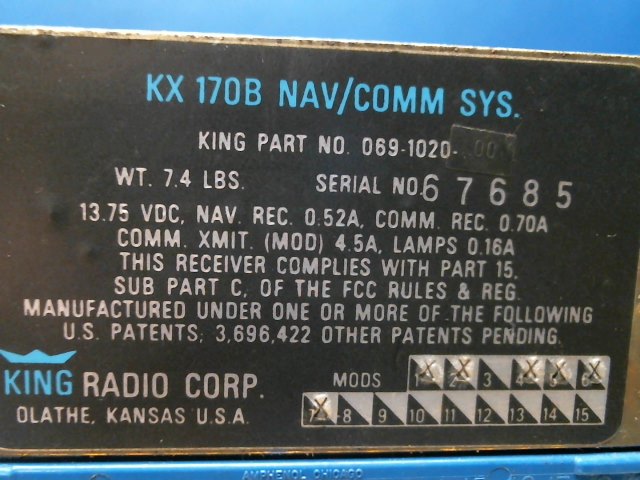 KX 170B NAV/COMM SYS.
KING PART NO. 069-1020-00
WT. 7.4 LBS. SERIAL NO. 67685
13.75 VDC, NAV. REC. 0.52A, COMM. REC. 0.70A
COMM. XMIT. (MOD) 4.5A, LAMPS 0.16A
THIS RECEIVER COMPLIES WITH PART 15,
SUB PART C, OF THE FCC RULES & REG.
MANUFACTURED UNDER ONE OR MORE OF THE FOLLOWING
U.S. PATENTS; 3,696,422 OTHER PATENTS PENDING.
KING RADIO CORP.
OLATHE, KANSAS U.S.A.
MODS 1 2 3 4 5 6
7 8 9 10 11 12 13 14 15
AMPHENOL CHICAGO